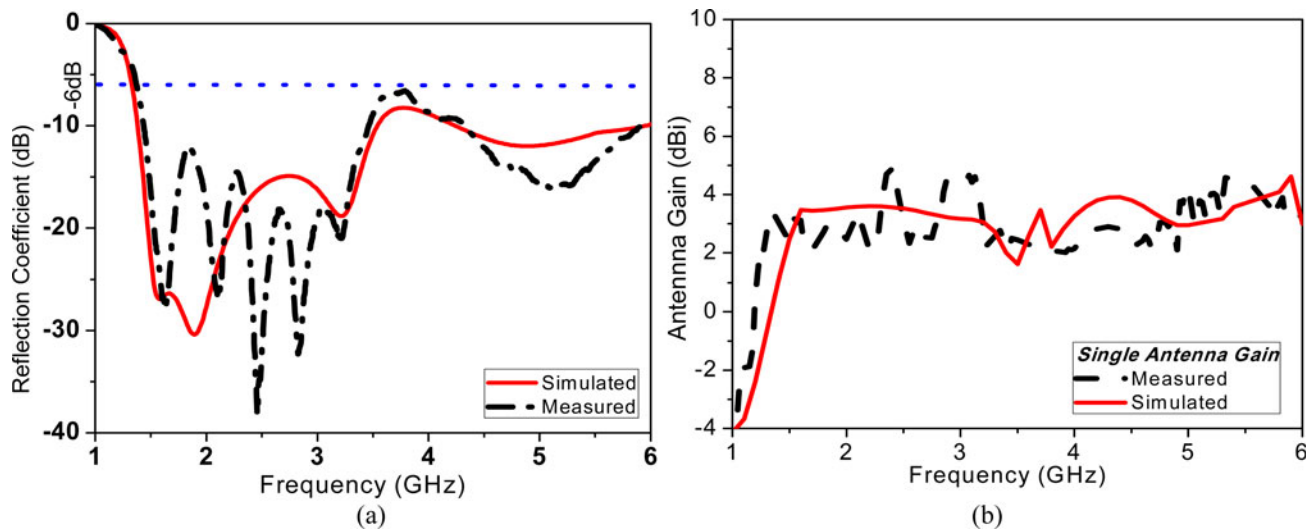 0
-6dB
-10
-20
-30
-40
Reflection Coefficient (dB)
Simulated
Measured
1 2 3 4 5 6
Frequency (GHz)
(a)
10
8
6
4
2
0
-2
-4
Antennna Gain (dBi)
Single Antenna Gain
Measured
Simulated
1 2 3 4 5 6
Frequency (GHz)
(b)